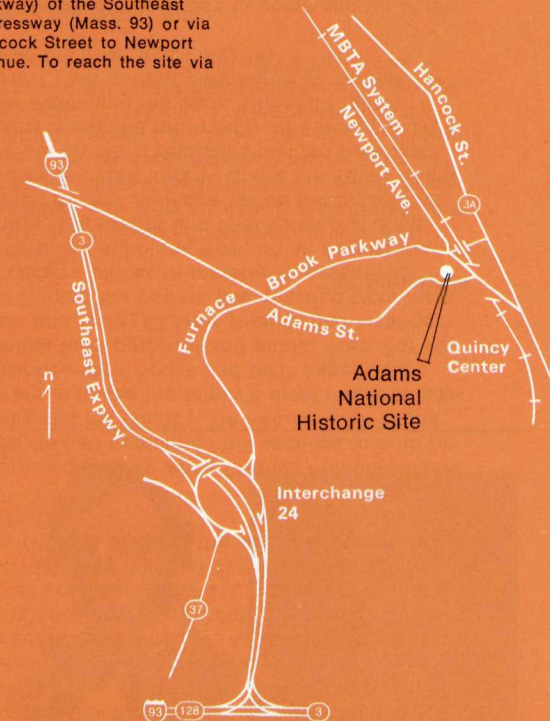 kway) of the Southeast
ressway (Mass. 93) or via
cock Street to Newport
nue. To reach the site via
MBTA System
Hancock St.
Newport Ave.
93
3A
3
Furnace Brook Parkway
Adams St.
Southeast Expwy.
Quincy
Center
n
Adams
National
Historic Site
Interchange
24
37
93
128
3